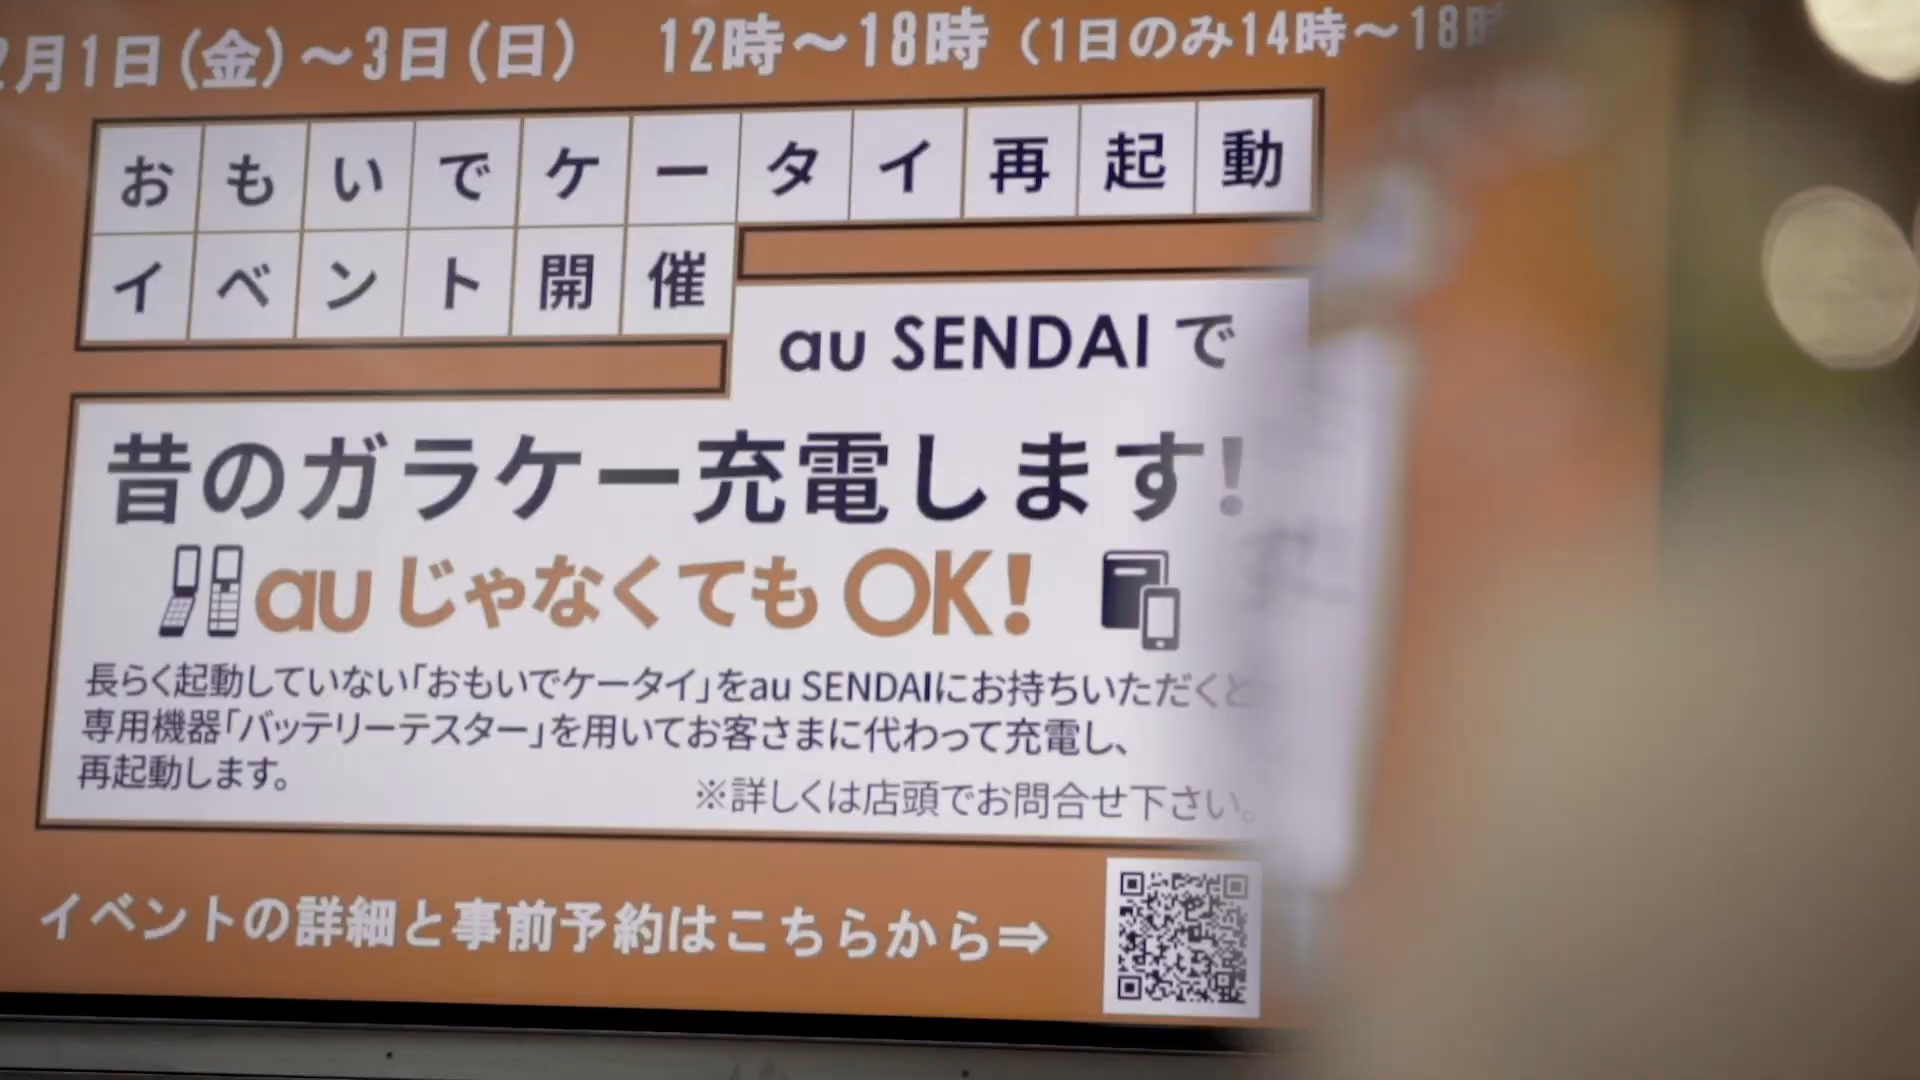 2月1日(金)～3日(日) 12時～18時(1日のみ14時～18時
おもいでケータイ再起動
イベント開催
au SENDAI で
昔のガラケー充電します!
auじゃなくてもOK!
長らく起動していない「おもいでケータイ」をau SENDAIにお持ちいただくと
専用機器「バッテリーテスター」を用いてお客さまに代わって充電し、
再起動します。
※詳しくは店頭でお問合せ下さい。
イベントの詳細と事前予約はこちらから⇒